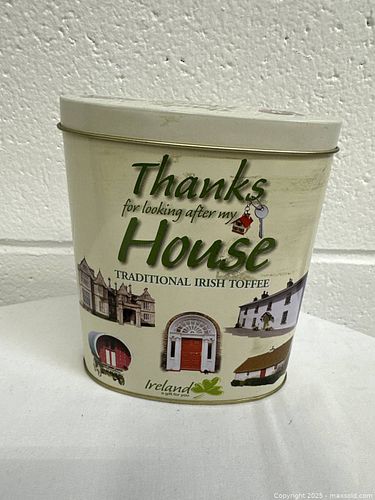 Thanks
for looking after my
House
TRADITIONAL IRISH TOFFEE
Ireland
a gift for you
Copyright 2025 - maxsold.com